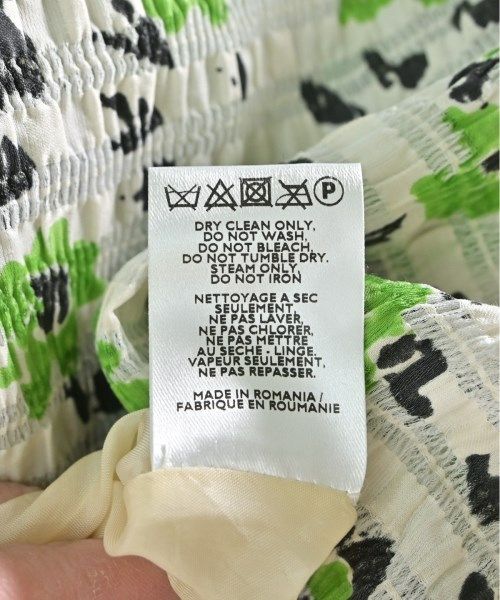 P
DRY CLEAN ONLY,
DO NOT WASH,
DO NOT BLEACH,
DO NOT TUMBLE DRY.
STEAM ONLY,
DO NOT IRON
NETTOYAGE A SEC
SEULEMENT,
NE PAS LAVER,
NE PAS CHLORER,
NE PAS METTRE
AU SECHE - LINGE,
VAPEUR SEULEMENT,
NE PAS REPASSER.
MADE IN ROMANIA /
FABRIQUE EN ROUMANIE